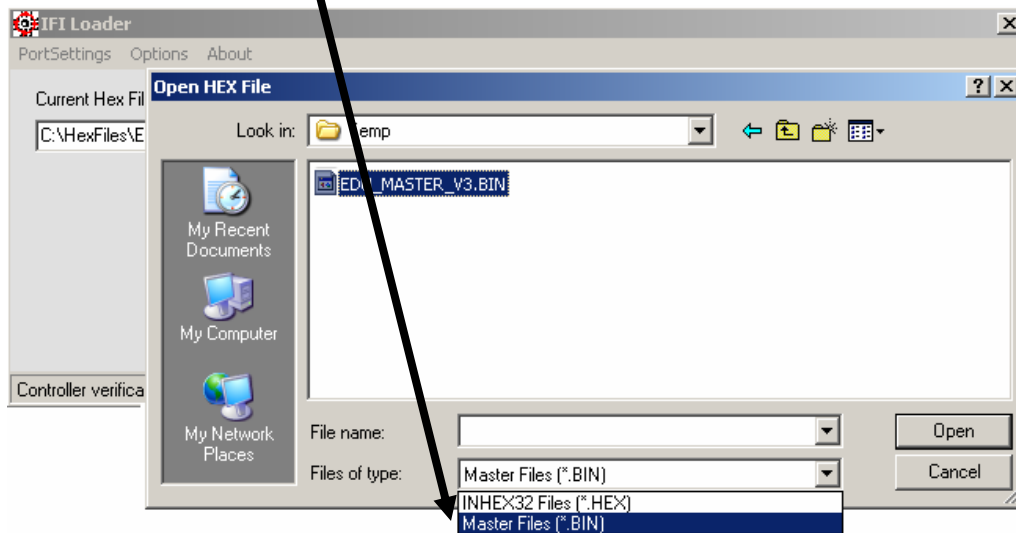 IFI Loader
PortSettings Options About
Current Hex Fil
C:\HexFiles\E
Controller verifica
Open HEX File
Look in:
My Recent
Documents
My Computer
My Network
Places
EDU_MASTER_V3.BIN
File name:
Open
Files of type: Master Files (*.BIN)
Cancel
INHEX32 Files (*.HEX)
Master Files (*.BIN)